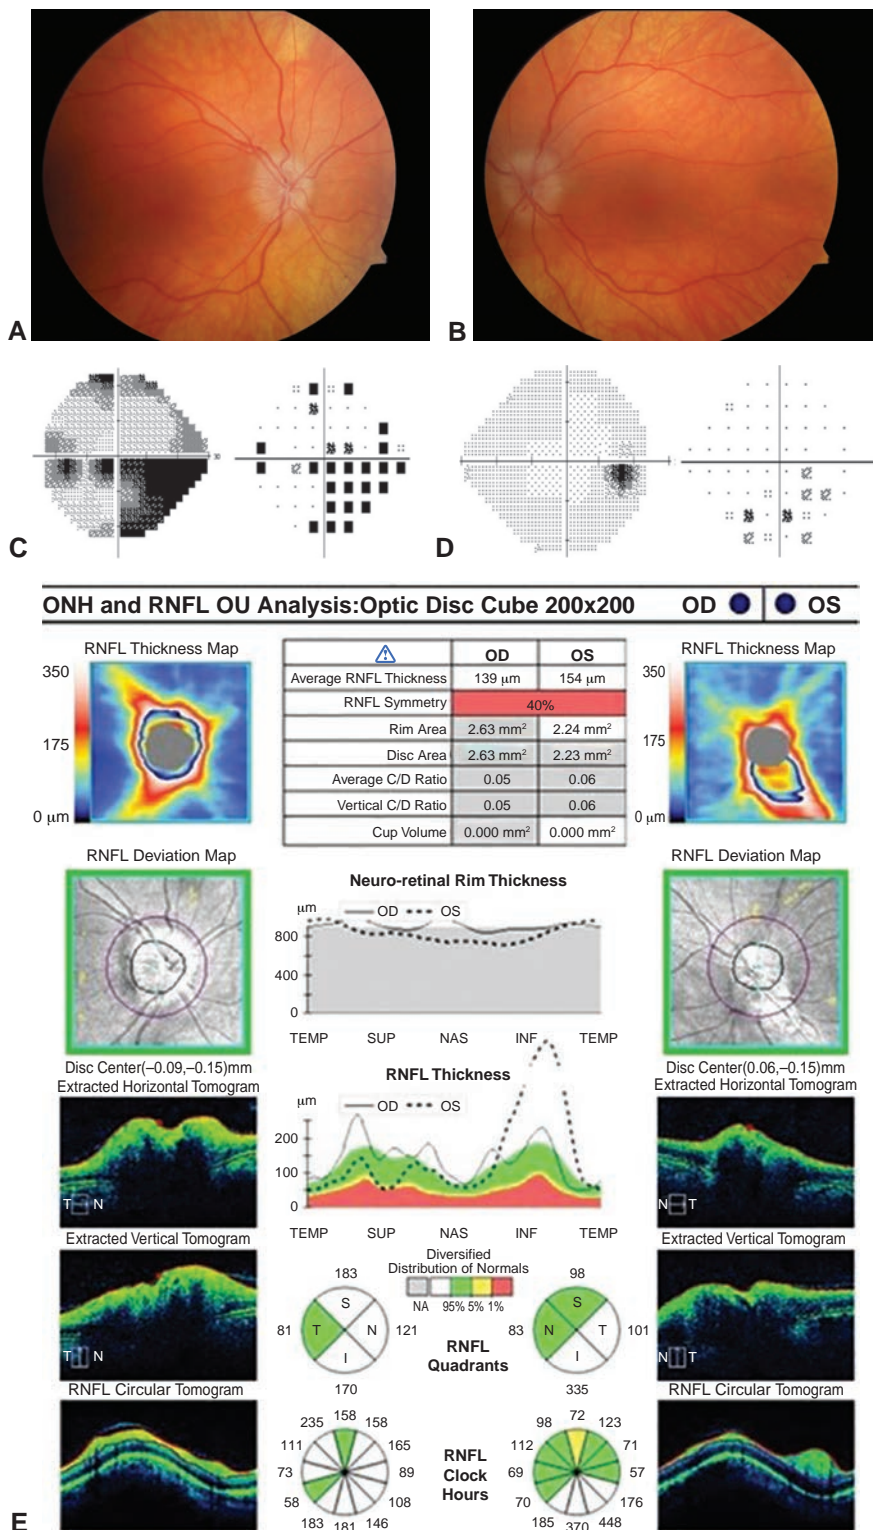 A
B
30
C
D
ONH and RNFL OU Analysis:Optic Disc Cube 200x200 OD OS
RNFL Thickness Map
350
175
0 μm
OD OS
Average RNFL Thickness 139 μm 154 μm
RNFL Symmetry 40%
Rim Area 2.63 mm² 2.24 mm²
Disc Area 2.63 mm² 2.23 mm²
Average C/D Ratio 0.05 0.06
Vertical C/D Ratio 0.05 0.06
Cup Volume 0.000 mm² 0.000 mm²
RNFL Thickness Map
350
175
0 μm
RNFL Deviation Map
Disc Center(–0.09,–0.15)mm
Extracted Horizontal Tomogram
T N
Extracted Vertical Tomogram
T N
RNFL Circular Tomogram
Neuro-retinal Rim Thickness
μm
OD OS
800
400
0
TEMP SUP NAS INF TEMP
RNFL Thickness
μm
OD OS
200
100
0
TEMP SUP NAS INF TEMP
Diversified
Distribution of Normals
NA 95% 5% 1%
183
S
81 T N 121
I
170
RNFL
Quadrants
98
S
83 N T 101
I
335
235 158 158
111 165
73 89
58 108
183 181 146
RNFL
Clock
Hours
98 72 123
112 71
69 57
70 176
185 370 448
RNFL Deviation Map
Disc Center(0.06,–0.15)mm
Extracted Horizontal Tomogram
N T
Extracted Vertical Tomogram
N T
RNFL Circular Tomogram
E